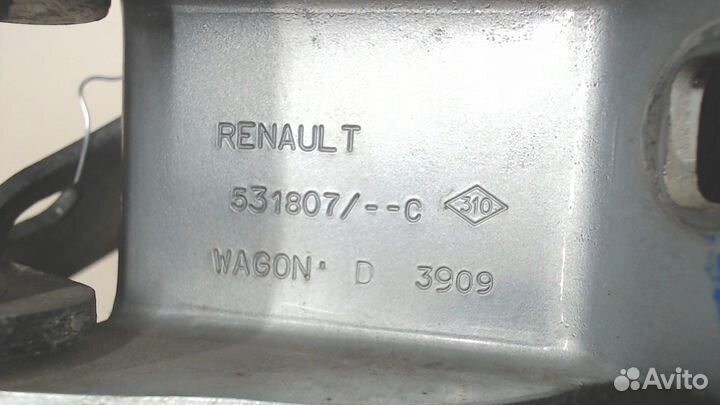 RENAULT
531807/--C 310
WAGON· D 3909
Avito